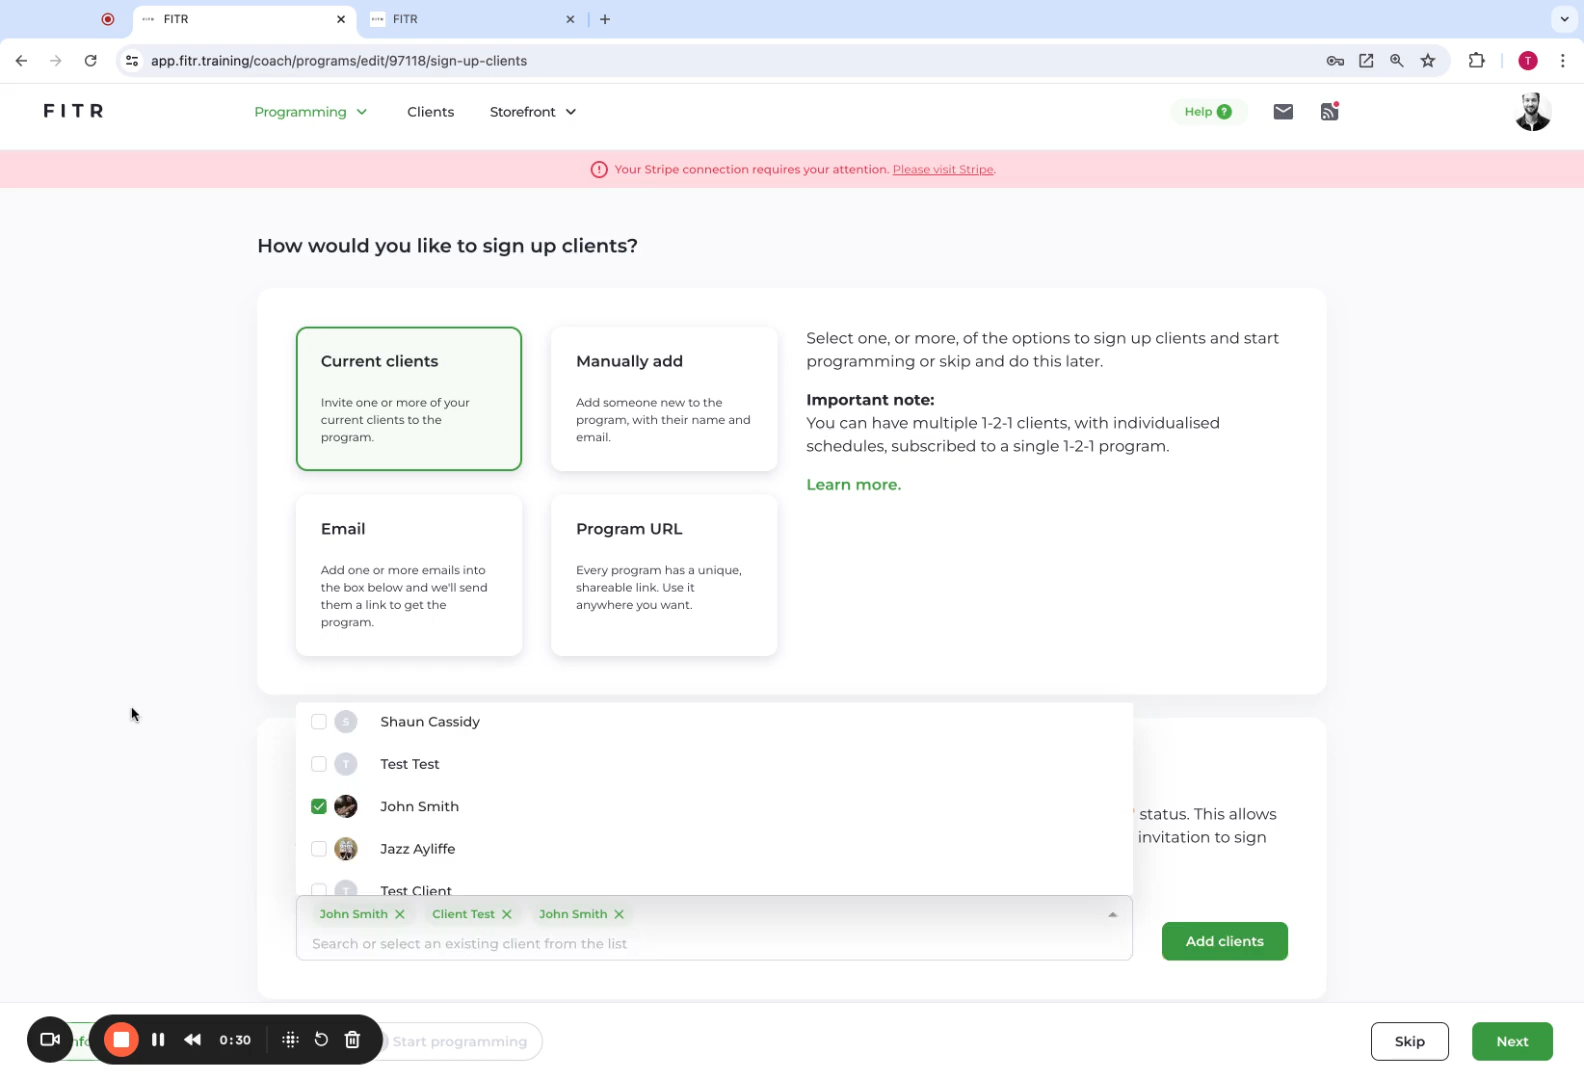 FITR
FITR
app.fitr.training/coach/programs/edit/97118/sign-up-clients
T
FITR
Programming
Clients
Storefront
Help ?
Your Stripe connection requires your attention. Please visit Stripe.
How would you like to sign up clients?
Current clients
Invite one or more of your
current clients to the
program.
Manually add
Add someone new to the
program, with their name and
email.
Select one, or more, of the options to sign up clients and start
programming or skip and do this later.
Important note:
You can have multiple 1-2-1 clients, with individualised
schedules, subscribed to a single 1-2-1 program.
Learn more.
Email
Add one or more emails into
the box below and we'll send
them a link to get the
program.
Program URL
Every program has a unique,
shareable link. Use it
anywhere you want.
S Shaun Cassidy
T Test Test
John Smith
Jazz Ayliffe
T Test Client
status. This allows
invitation to sign
John Smith
Client Test
John Smith
Search or select an existing client from the list
Add clients
0:30
Start programming
Skip
Next